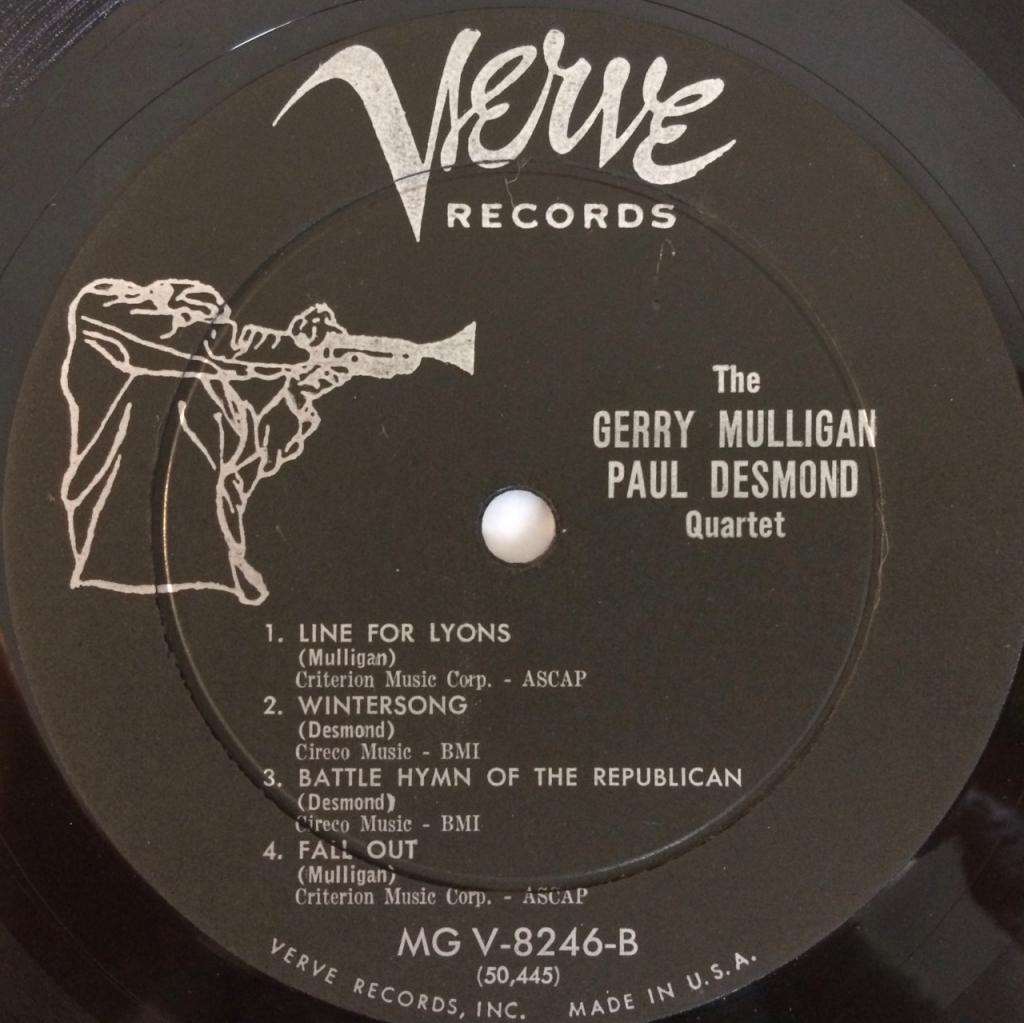 Verve
RECORDS
The
GERRY MULLIGAN
PAUL DESMOND
Quartet
1. LINE FOR LYONS
(Mulligan)
Criterion Music Corp. - ASCAP
2. WINTERSONG
(Desmond)
Cireco Music - BMI
3. BATTLE HYMN OF THE REPUBLICAN
(Desmond)
Cireco Music - BMI
4. FALL OUT
(Mulligan)
Criterion Music Corp. - ASCAP
MG V-8246-B
(50,445)
VERVE RECORDS, INC. MADE IN U.S.A.